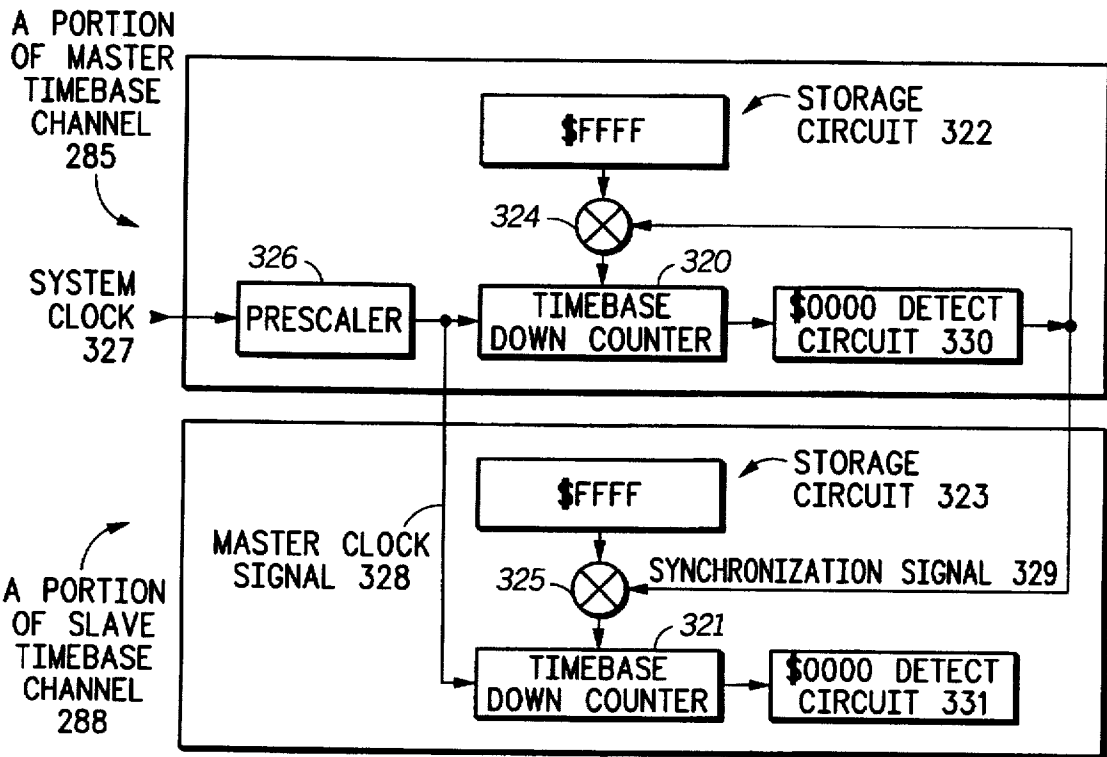 A PORTION
OF MASTER
TIMEBASE
CHANNEL
285
$FFFF
STORAGE
CIRCUIT 322
324
SYSTEM
CLOCK
327
326
PRESCALER
320
TIMEBASE
DOWN COUNTER
$0000 DETECT
CIRCUIT 330
$FFFF
STORAGE
CIRCUIT 323
MASTER CLOCK
SIGNAL 328
325
SYNCHRONIZATION SIGNAL 329
A PORTION
OF SLAVE
TIMEBASE
CHANNEL
288
321
TIMEBASE
DOWN COUNTER
$0000 DETECT
CIRCUIT 331